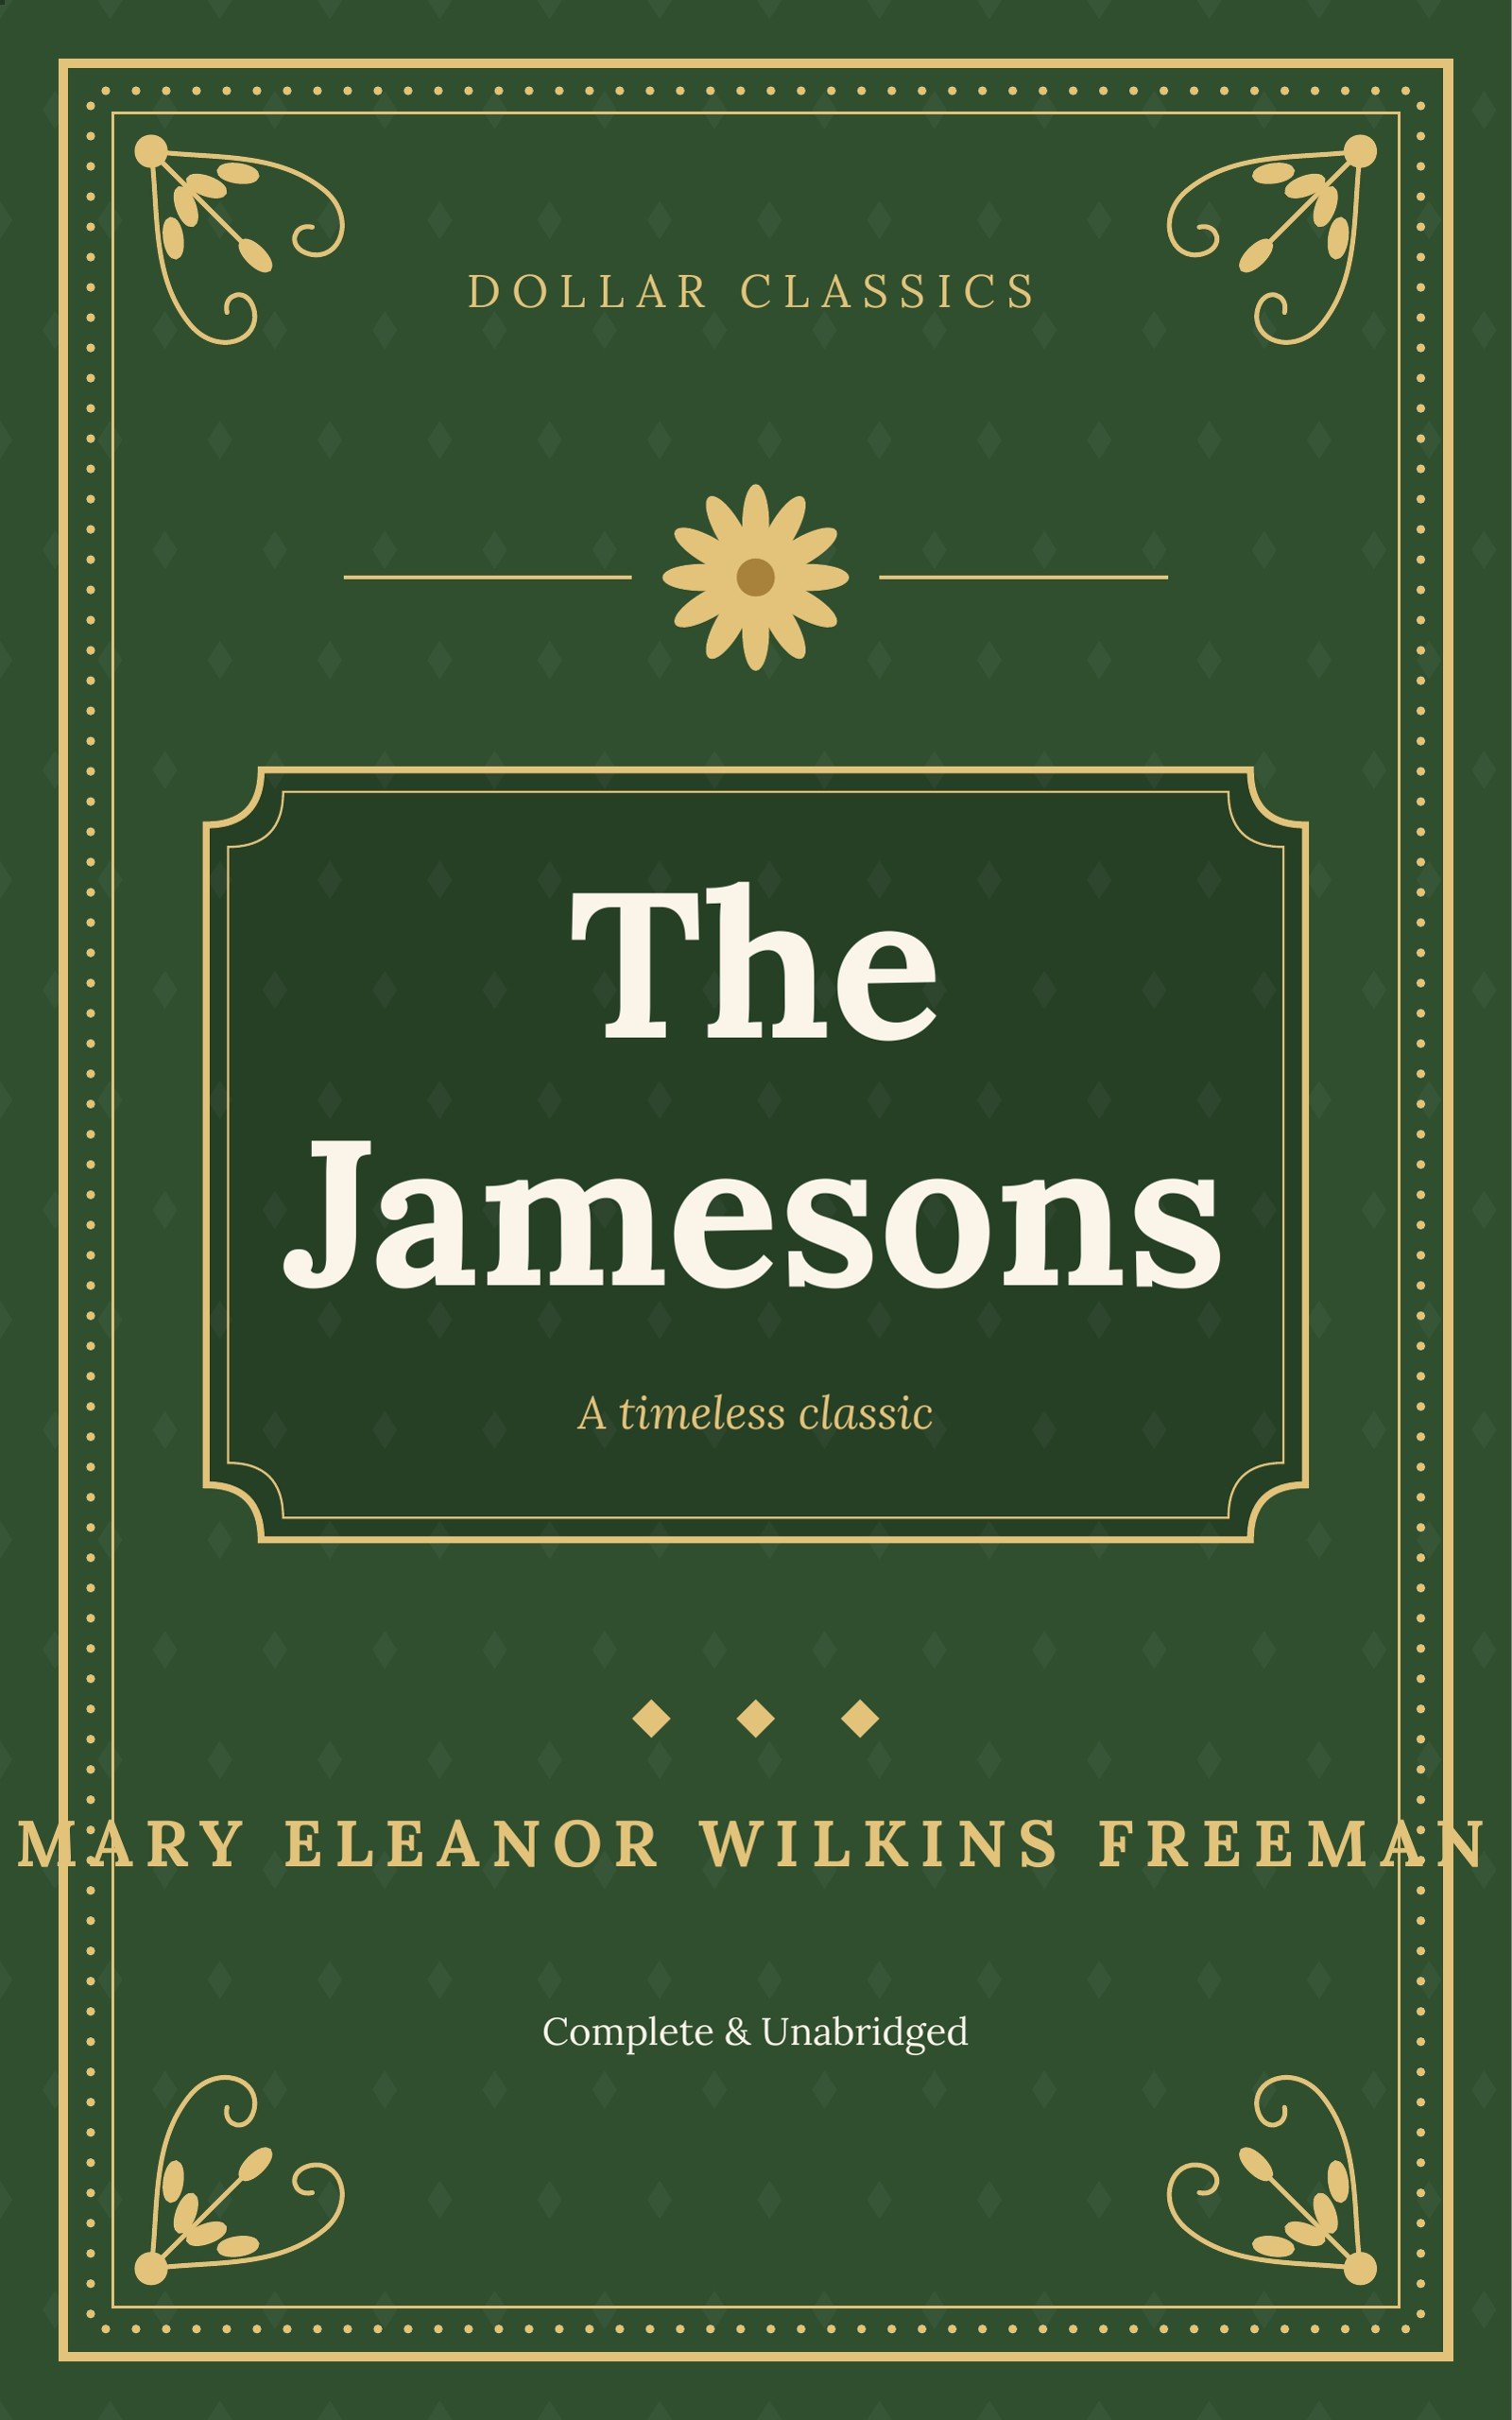 DOLLAR CLASSICS
The
Jamesons
A timeless classic
MARY ELEANOR WILKINS FREEMAN
Complete & Unabridged